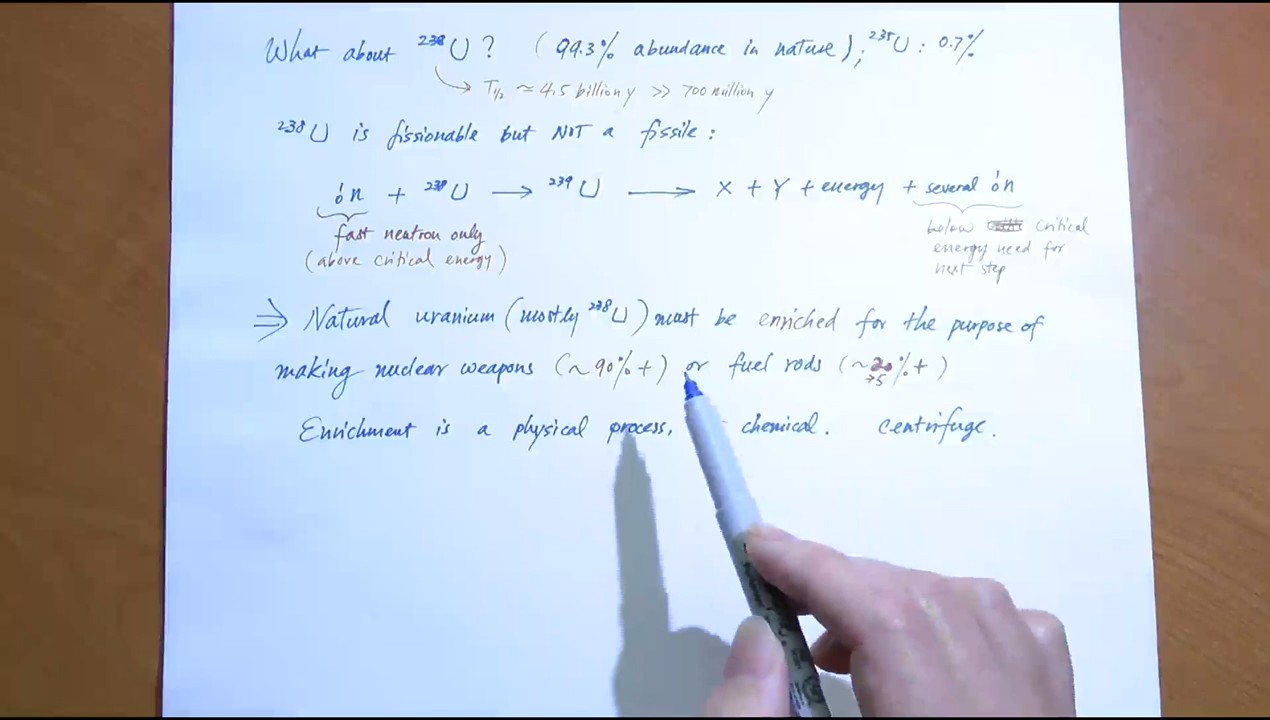 What about ²³⁸U ? ( 99.3% abundance in nature ) ; ²³⁵U : 0.7%
T½ ≈ 4.5 billion y >> 700 million y
²³⁸U is fissionable but NOT a fissile :
¹₀n + ²³⁸U → ²³⁹U → X + Y + energy + several ¹₀n
fast neutron only
(above critical energy)
below critical
energy need for
next step
⇒ Natural uranium (mostly ²³⁸U) must be enriched for the purpose of
making nuclear weapons (~90%+) or fuel rods (~20%+)
→5
Enrichment is a physical process, chemical. Centrifuge.